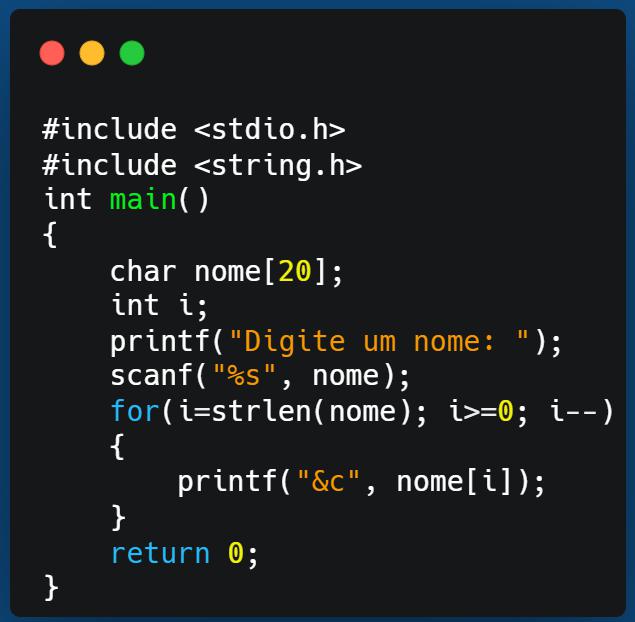 #include <stdio.h>
#include <string.h>
int main()
{
    char nome[20];
    int i;
    printf("Digite um nome: ");
    scanf("%s", nome);
    for(i=strlen(nome); i>=0; i--)
    {
        printf("&c", nome[i]);
    }
    return 0;
}